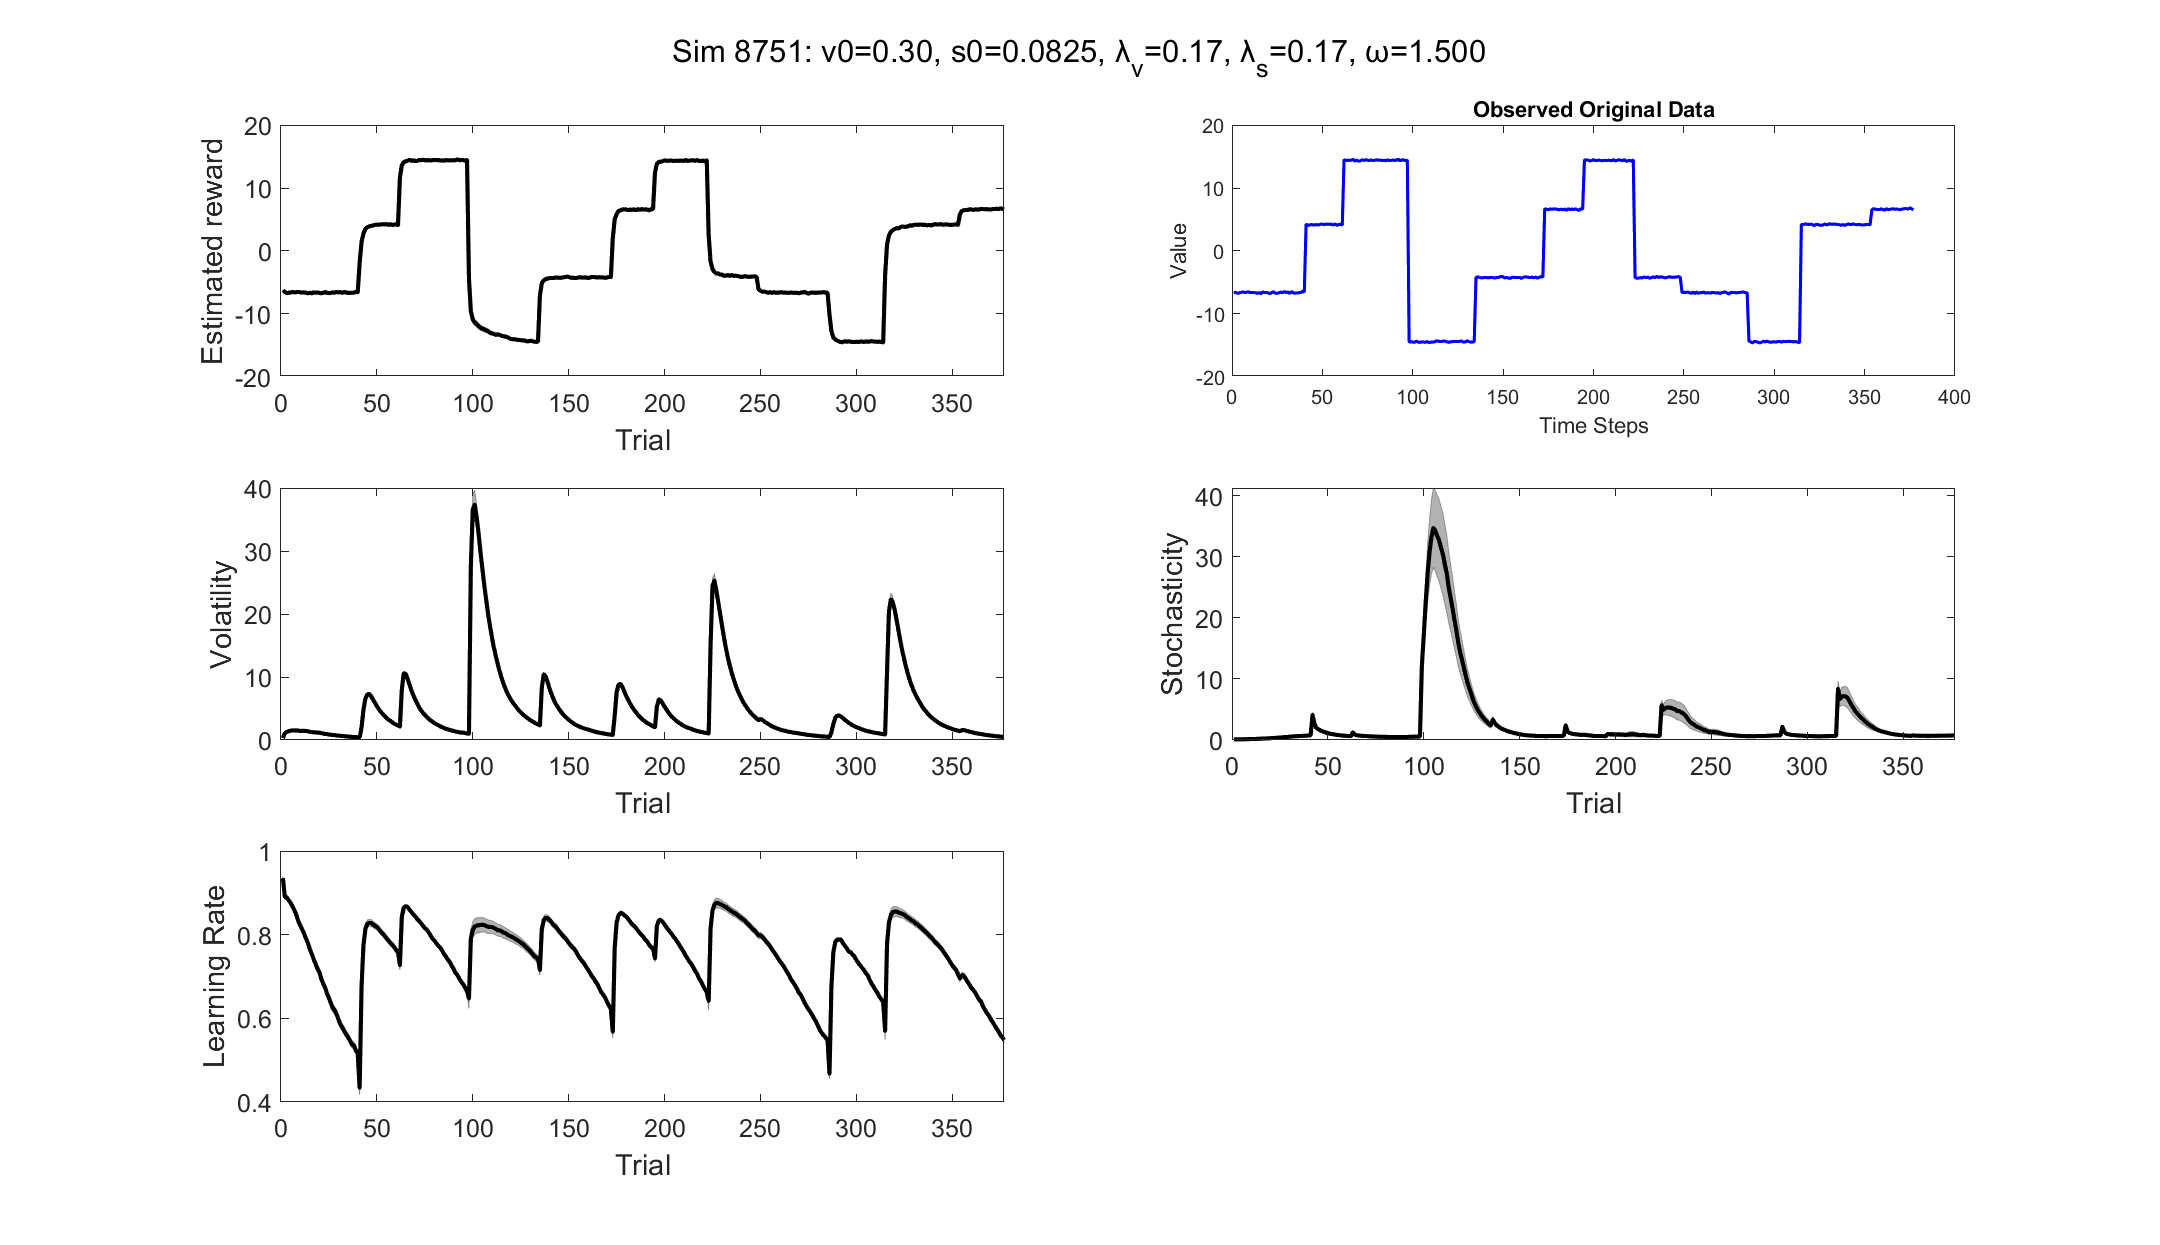 Sim 8751: v0=0.30, s0=0.0825, λv=0.17, λs=0.17, ω=1.500
20
10
0
-10
-20
Estimated reward
0 50 100 150 200 250 300 350
Trial
Observed Original Data
20
10
0
-10
-20
Value
0 50 100 150 200 250 300 350 400
Time Steps
40
30
20
10
0
Volatility
0 50 100 150 200 250 300 350
Trial
40
30
20
10
0
Stochasticity
0 50 100 150 200 250 300 350
Trial
1
0.8
0.6
0.4
Learning Rate
0 50 100 150 200 250 300 350
Trial